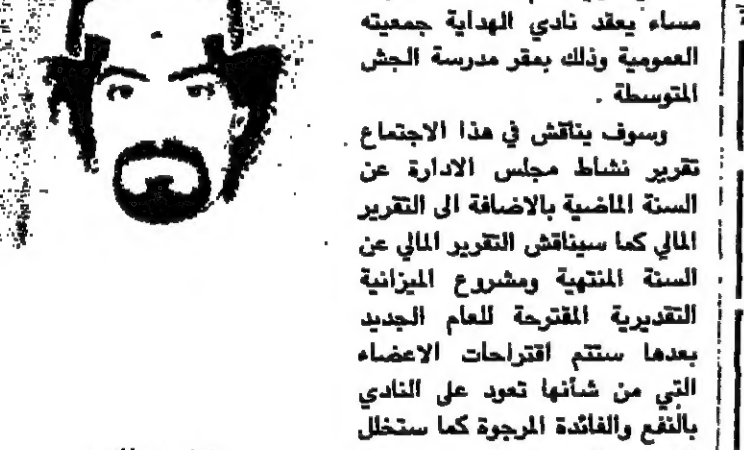 مساء يعقد نادي الهداية جمعيته
العمومية وذلك بمقر مدرسة الجش
المتوسطة .
وسوف يناقش في هذا الاجتماع
تقرير نشاط مجلس الادارة عن
السنة الماضية بالاضافة الى التقرير
المالي كما سيناقش التقرير المالي عن
السنة المنتهية ومشروع الميزانية
التقديرية المقترحة للعام الجديد
بعدها ستتم اقتراحات الاعضاء
التي من شأنها تعود على النادي
بالنفع والفائدة المرجوة كما ستخلل